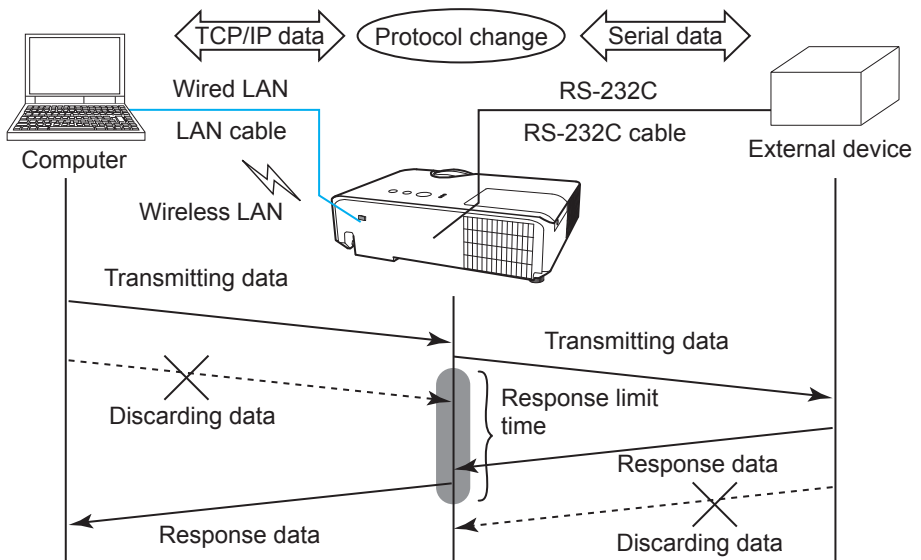 TCP/IP data
Protocol change
Serial data
Wired LAN
LAN cable
RS-232C
RS-232C cable
Computer
External device
Wireless LAN
Transmitting data
Transmitting data
Discarding data
Response limit
time
Response data
Response data
Discarding data